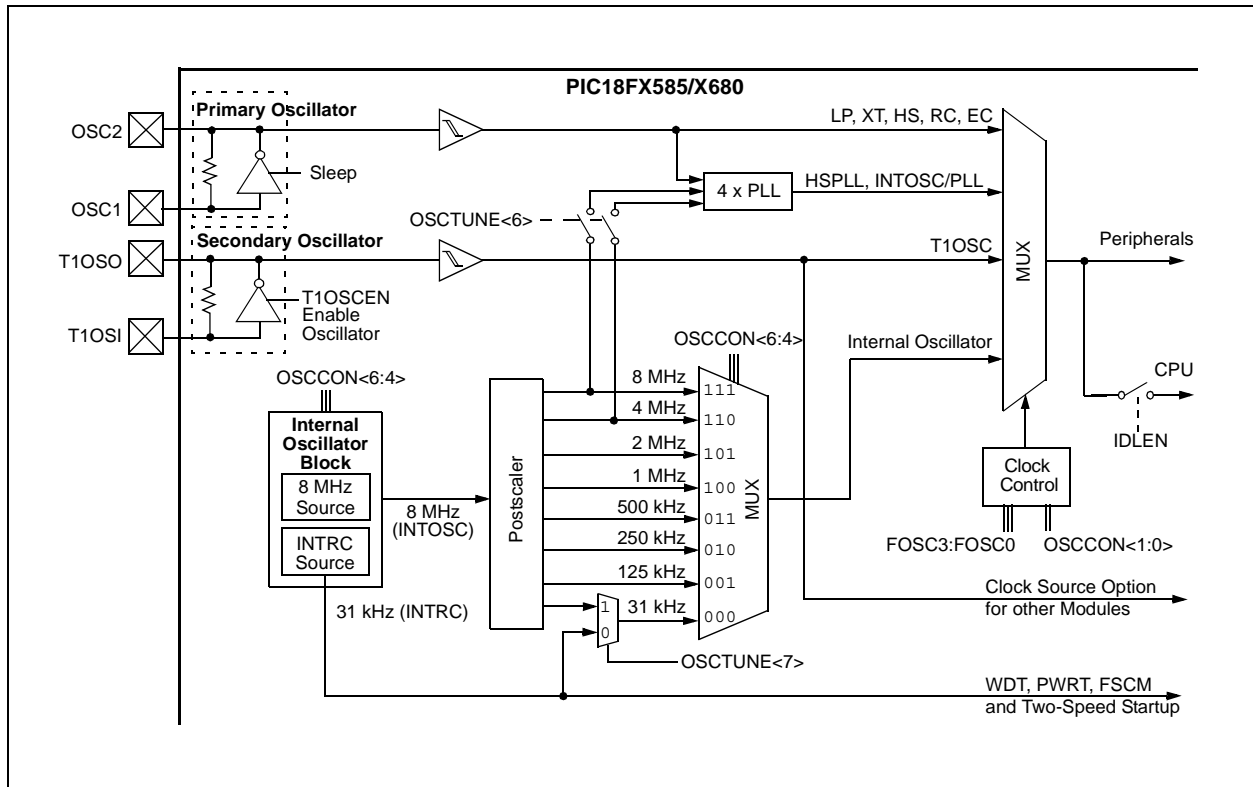 PIC18FX585/X680
Primary Oscillator
OSC2
OSC1
Sleep
LP, XT, HS, RC, EC
4 x PLL
HSPLL, INTOSC/PLL
OSCTUNE<6>
Secondary Oscillator
T1OSO
T1OSI
T1OSCEN
Enable
Oscillator
T1OSC
MUX
Peripherals
Internal Oscillator
CPU
IDLEN
Clock
Control
FOSC3:FOSC0
OSCCON<1:0>
OSCCON<6:4>
Internal
Oscillator
Block
8 MHz
Source
INTRC
Source
8 MHz
(INTOSC)
31 kHz (INTRC)
Postscaler
OSCCON<6:4>
8 MHz
111
4 MHz
110
2 MHz
101
1 MHz
100
500 kHz
011
250 kHz
010
125 kHz
001
1
0
31 kHz
000
MUX
OSCTUNE<7>
Clock Source Option
for other Modules
WDT, PWRT, FSCM
and Two-Speed Startup